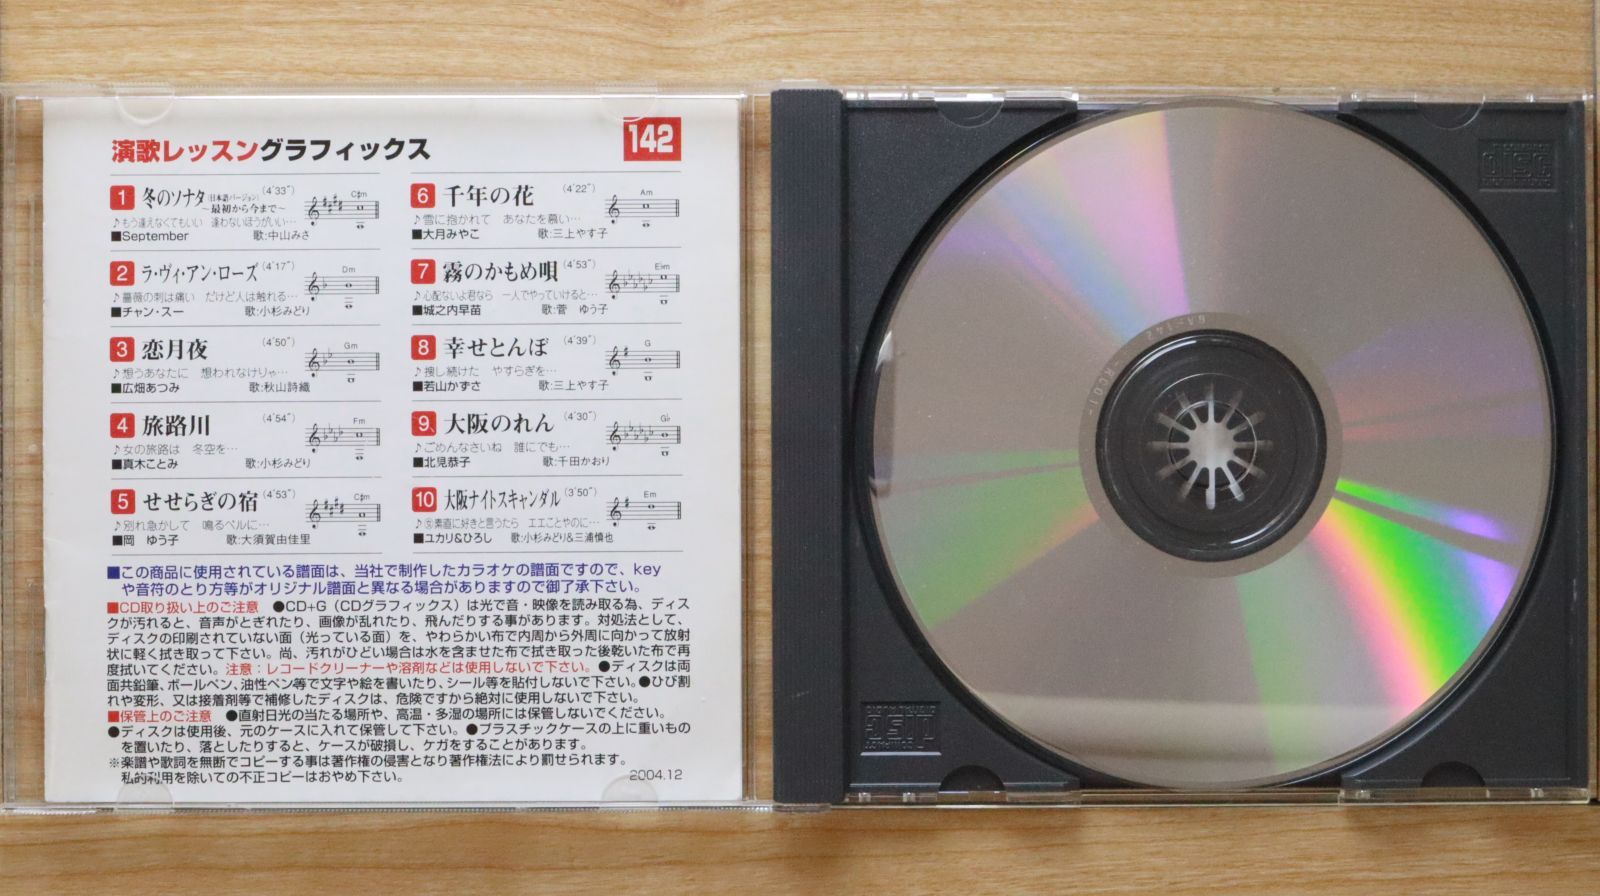 演歌レッスングラフィックス
142
1 冬のソナタ(日本語バージョン) (4'33") C#m
~最初から今まで~
♪もう逢えなくてもいい 逢わないほうがいい…
■September 歌:中山みさ
2 ラ・ヴィ・アン・ローズ (4'17") Dm
♪薔薇の刺は痛い だけど人は触れる…
■チャン・スー 歌:小杉みどり
3 恋月夜 (4'50") Gm
♪想うあなたに 想われなけりゃ…
■広畑あつみ 歌:秋山詩織
4 旅路川 (4'54") Fm
♪女の旅路は 冬空を…
■真木ことみ 歌:小杉みどり
5 せせらぎの宿 (4'53") C#m
♪別れ急かして 鳴るベルに…
■岡 ゆう子 歌:大須賀由佳里
6 千年の花 (4'22") Am
♪雪に抱かれて あなたを慕い…
■大月みやこ 歌:三上やす子
7 霧のかもめ唄 (4'53") E♭m
♪心配ないよ君なら 一人でやっていけると…
■城之内早苗 歌:菅 ゆう子
8 幸せとんぼ (4'39") G
♪捜し続けた やすらぎを…
■若山かずさ 歌:三上やす子
9 大阪のれん (4'30") G♭
♪ごめんなさいね 誰にでも…
■北見恭子 歌:千田かおり
10 大阪ナイトスキャンダル (3'50") Em
♪素直に好きと言うたら エエことやのに…
■ユカリ&ひろし 歌:小杉みどり&三浦慎也
■この商品に使用されている譜面は、当社で制作したカラオケの譜面ですので、key
や音符のとり方等がオリジナル譜面と異なる場合がありますので御了承下さい。
■CD取り扱い上のご注意 ●CD+G(CDグラフィックス)は光で音・映像を読み取る為、ディス
クが汚れると、音声がとぎれたり、画像が乱れたり、飛んだりする事があります。対処法として、
ディスクの印刷されていない面(光っている面)を、やわらかい布で内周から外周に向かって放射
状に軽く拭き取って下さい。尚、汚れがひどい場合は水を含ませた布で拭き取った後乾いた布で再
度拭いてください。注意:レコードクリーナーや溶剤などは使用しないで下さい。●ディスクは両
面共鉛筆、ボールペン、油性ペン等で文字や絵を書いたり、シール等を貼付しないで下さい。●ひび割
れや変形、又は接着剤等で補修したディスクは、危険ですから絶対に使用しないで下さい。
■保管上のご注意 ●直射日光の当たる場所や、高温・多湿の場所には保管しないでください。
●ディスクは使用後、元のケースに入れて保管して下さい。●プラスチックケースの上に重いもの
を置いたり、落としたりすると、ケースが破損し、ケガをすることがあります。
※楽譜や歌詞を無断でコピーする事は著作権の侵害となり著作権法により罰せられます。
私的利用を除いての不正コピーはおやめ下さい。
2004.12